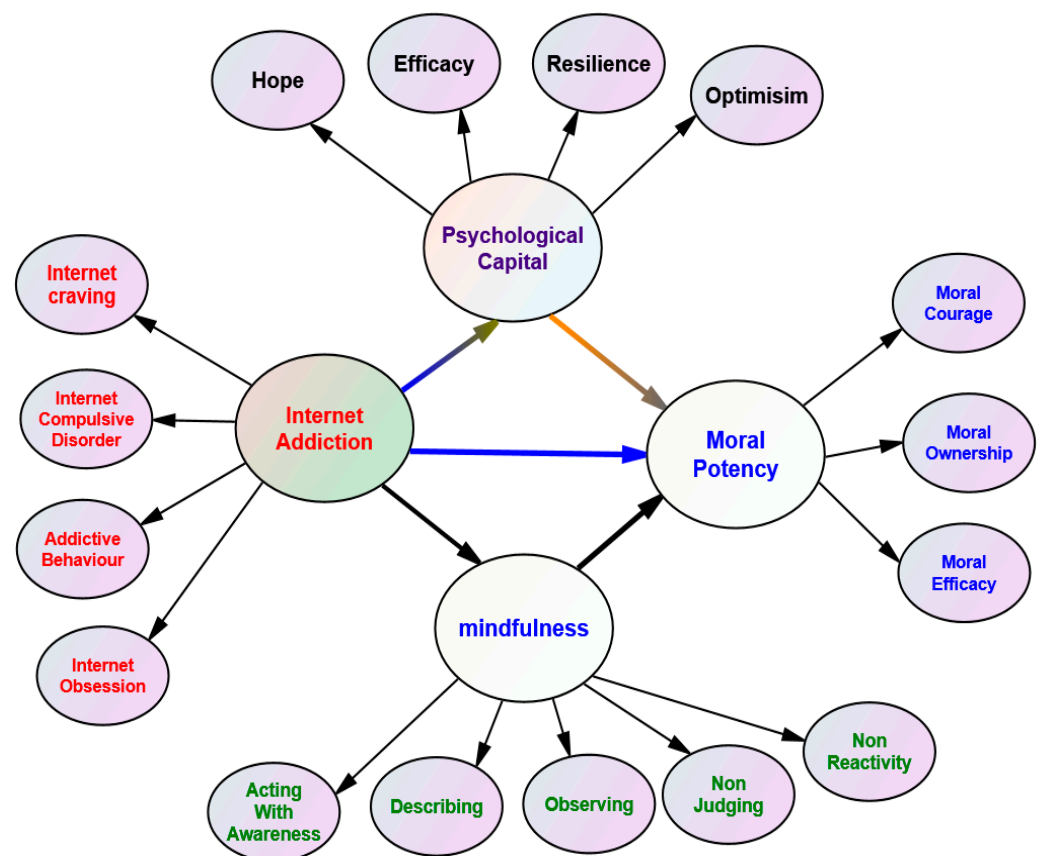 Hope
Efficacy
Resilience
Optimisim
Psychological
Capital
Internet
craving
Internet
Compulsive
Disorder
Addictive
Behaviour
Internet
Obsession
Internet
Addiction
Moral
Potency
Moral
Courage
Moral
Ownership
Moral
Efficacy
mindfulness
Acting
With
Awareness
Describing
Observing
Non
Judging
Non
Reactivity